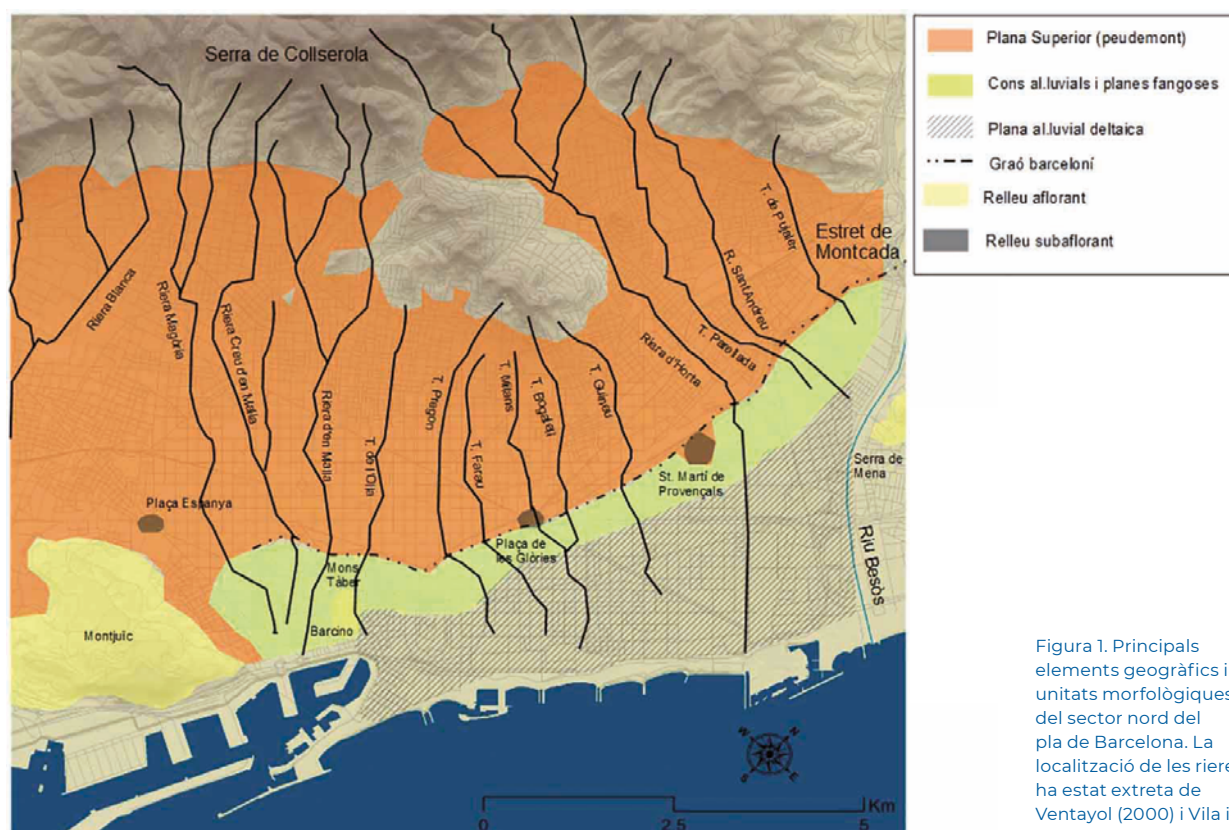 Serra de Collserola
Estret de
Montcada
Riera Blanca
Riera Magòria
Riera Creu d'en Malla
Riera d'en Malla
T. de l'Olla
T. Pragon
T. Farau
T. Milans
T. Bogatell
T. Guinau
Riera d'Horta
T. Parellada
R. Sant Andreu
Plaça Espanya
Montjuïc
Mons
Tàber
Barcino
Plaça de
les Glòries
St. Martí de
Provençals
Serra de
Mena
Riu Besòs
N
N
S
E
Km
0
2.5
5
Plana Superior (peudemont)
Cons al.luvials i planes fangoses
Plana al.luvial deltaica
Graó barceloní
Relleu aflorant
Relleu subaflorant
Figura 1. Principals
elements geogràfics i
unitats morfològiques
del sector nord del
pla de Barcelona. La
localització de les riere
ha estat extreta de
Ventayol (2000) i Vila i